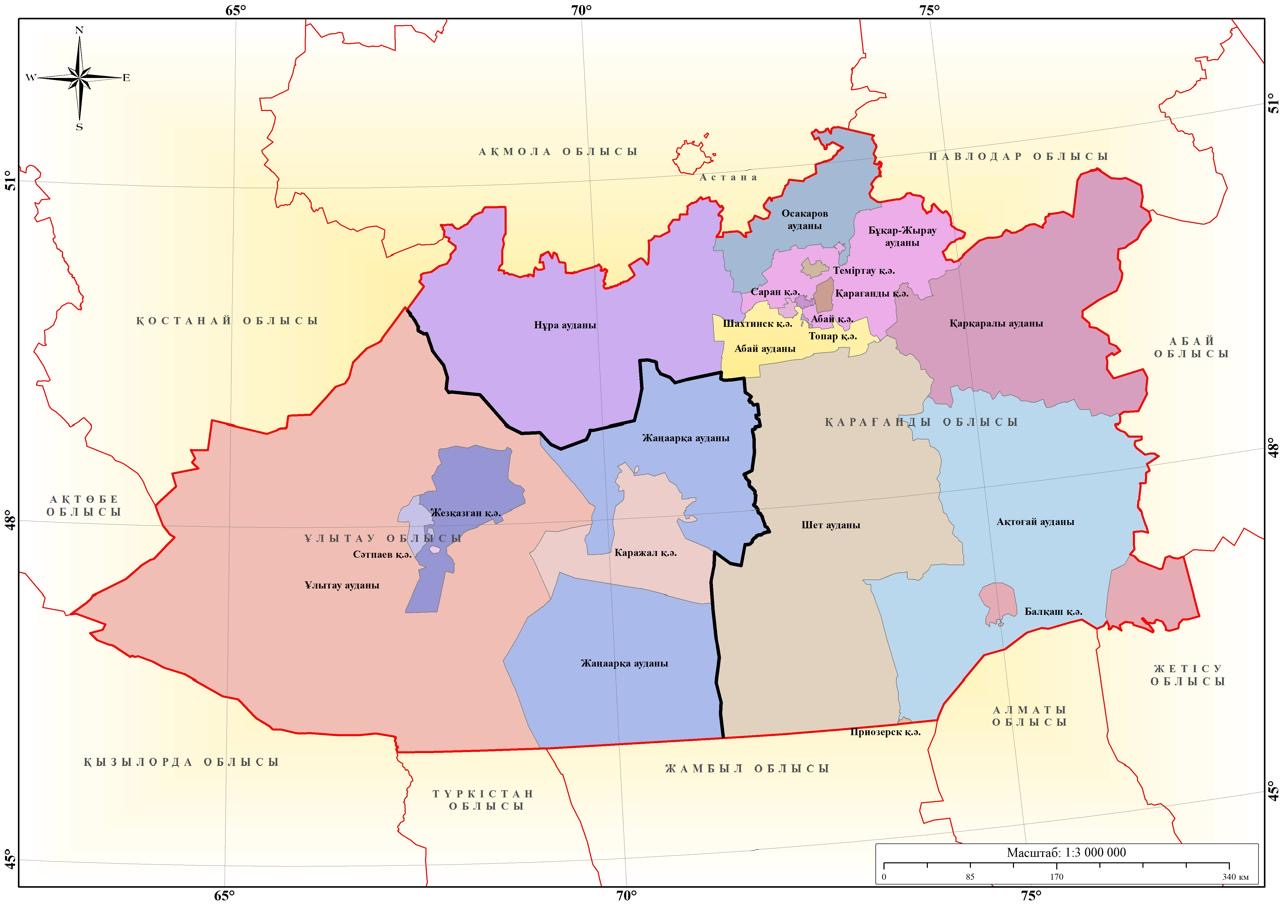 65°
70°
75°
N
W
E
S
51°
51°
АҚМОЛА ОБЛЫСЫ
Астана
ПАВЛОДАР ОБЛЫСЫ
Осакаров
ауданы
Бұқар-Жырау
ауданы
Теміртау қ.ә.
Саран қ.ә.
Қарағанды қ.ә.
Абай қ.ә.
Шахтинск қ.ә.
Топар қ.ә.
Абай ауданы
Нұра ауданы
Қарқаралы ауданы
ҚОСТАНАЙ ОБЛЫСЫ
АБАЙ
ОБЛЫСЫ
ҚАРАҒАНДЫ ОБЛЫСЫ
Жаңаарқа ауданы
48°
48°
АҚТӨБЕ
ОБЛЫСЫ
Жезқазған қ.ә.
ҰЛЫТАУ ОБЛЫСЫ
Сәтпаев қ.ә.
Ұлытау ауданы
Каражал қ.ә.
Шет ауданы
Ақтоғай ауданы
Балқаш қ.ә.
Жаңаарқа ауданы
ЖЕТІСУ
ОБЛЫСЫ
АЛМАТЫ
ОБЛЫСЫ
Приозерск қ.ә.
ҚЫЗЫЛОРДА ОБЛЫСЫ
ЖАМБЫЛ ОБЛЫСЫ
ТҮРКІСТАН
ОБЛЫСЫ
45°
45°
Масштаб: 1:3 000 000
0 85 170 340 км
65°
70°
75°